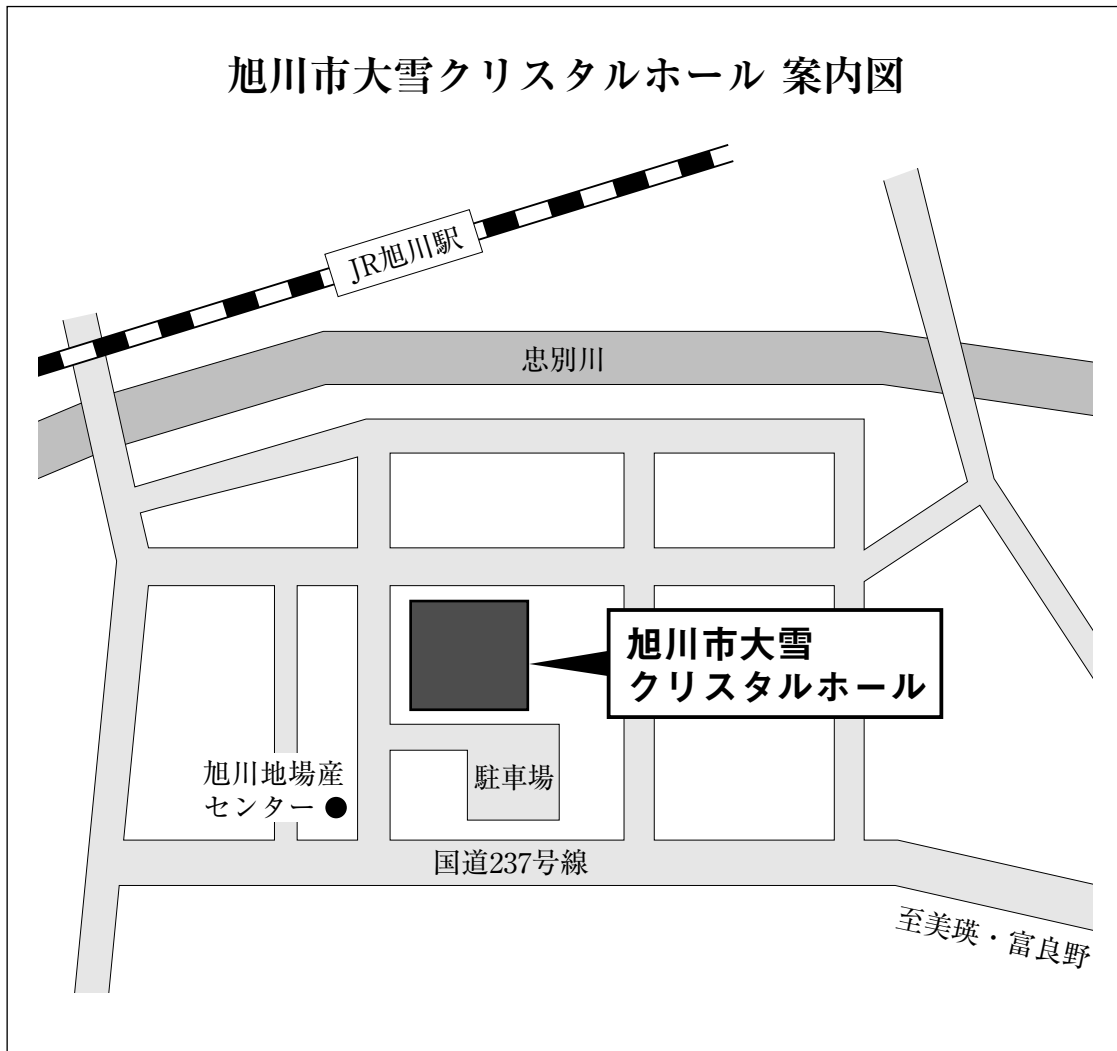 旭川市大雪クリスタルホール 案内図
JR旭川駅
忠別川
旭川市大雪
クリスタルホール
旭川地場産
センター
駐車場
国道237号線
至美瑛・富良野